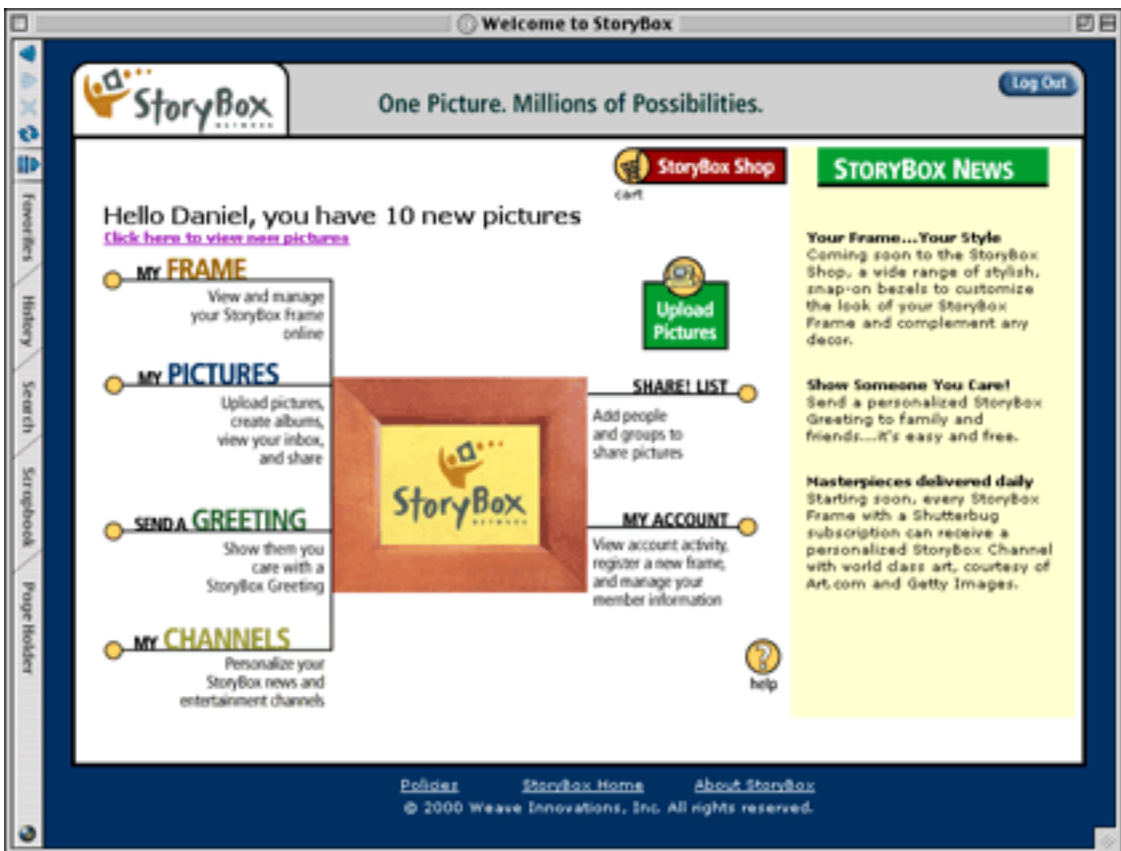 Welcome to StoryBox
StoryBox
NETWORK
One Picture. Millions of Possibilities.
Log Out
Favorites
History
Search
Scrapbook
Page Holder
StoryBox Shop
cart
Hello Daniel, you have 10 new pictures
Click here to view new pictures
MY FRAME
View and manage
your StoryBox Frame
online
MY PICTURES
Upload pictures,
create albums,
view your inbox,
and share
SEND A GREETING
Show them you
care with a
StoryBox Greeting
MY CHANNELS
Personalize your
StoryBox news and
entertainment channels
StoryBox
NETWORK
Upload
Pictures
SHARE! LIST
Add people
and groups to
share pictures
MY ACCOUNT
View account activity,
register a new frame,
and manage your
member information
help
STORYBOX NEWS
Your Frame...Your Style
Coming soon to the StoryBox
Shop, a wide range of stylish,
snap-on bezels to customize
the look of your StoryBox
Frame and complement any
decor.
Show Someone You Care!
Send a personalized StoryBox
Greeting to family and
friends...it's easy and free.
Masterpieces delivered daily
Starting soon, every StoryBox
Frame with a Shutterbug
subscription can receive a
personalized StoryBox Channel
with world class art, courtesy of
Art.com and Getty Images.
Policies StoryBox Home About StoryBox
© 2000 Weave Innovations, Inc. All rights reserved.